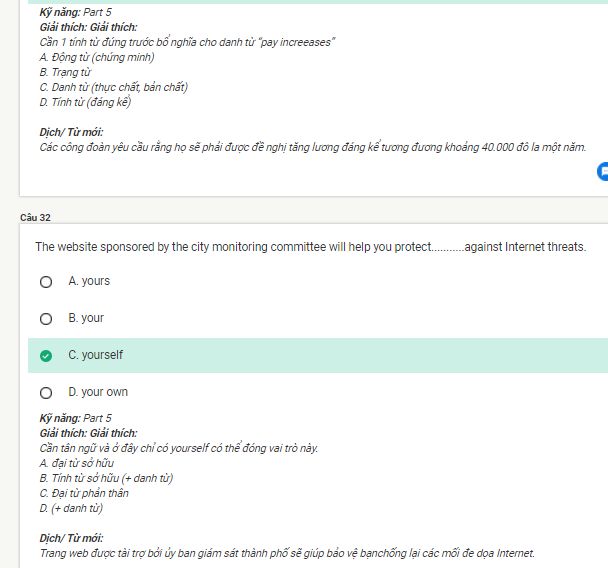 Kỹ năng: Part 5
Giải thích: Giải thích:
Cần 1 tính từ đứng trước bổ nghĩa cho danh từ "pay increeases"
A. Động từ (chứng minh)
B. Trạng từ
C. Danh từ (thực chất, bản chất)
D. Tính từ (đáng kể)
Dịch/ Từ mới:
Các công đoàn yêu cầu rằng họ sẽ phải được đề nghị tăng lương đáng kể tương đương khoảng 40.000 đô la một năm.
Câu 32
The website sponsored by the city monitoring committee will help you protect...........against Internet threats.
A. yours
B. your
C. yourself
D. your own
Kỹ năng: Part 5
Giải thích: Giải thích:
Cần tân ngữ và ở đây chỉ có yourself có thể đóng vai trò này.
A. đại từ sở hữu
B. Tính từ sở hữu (+ danh từ)
C. Đại từ phản thân
D. (+ danh từ)
Dịch/ Từ mới:
Trang web được tài trợ bởi ủy ban giám sát thành phố sẽ giúp bảo vệ bạnchống lại các mối đe dọa Internet.